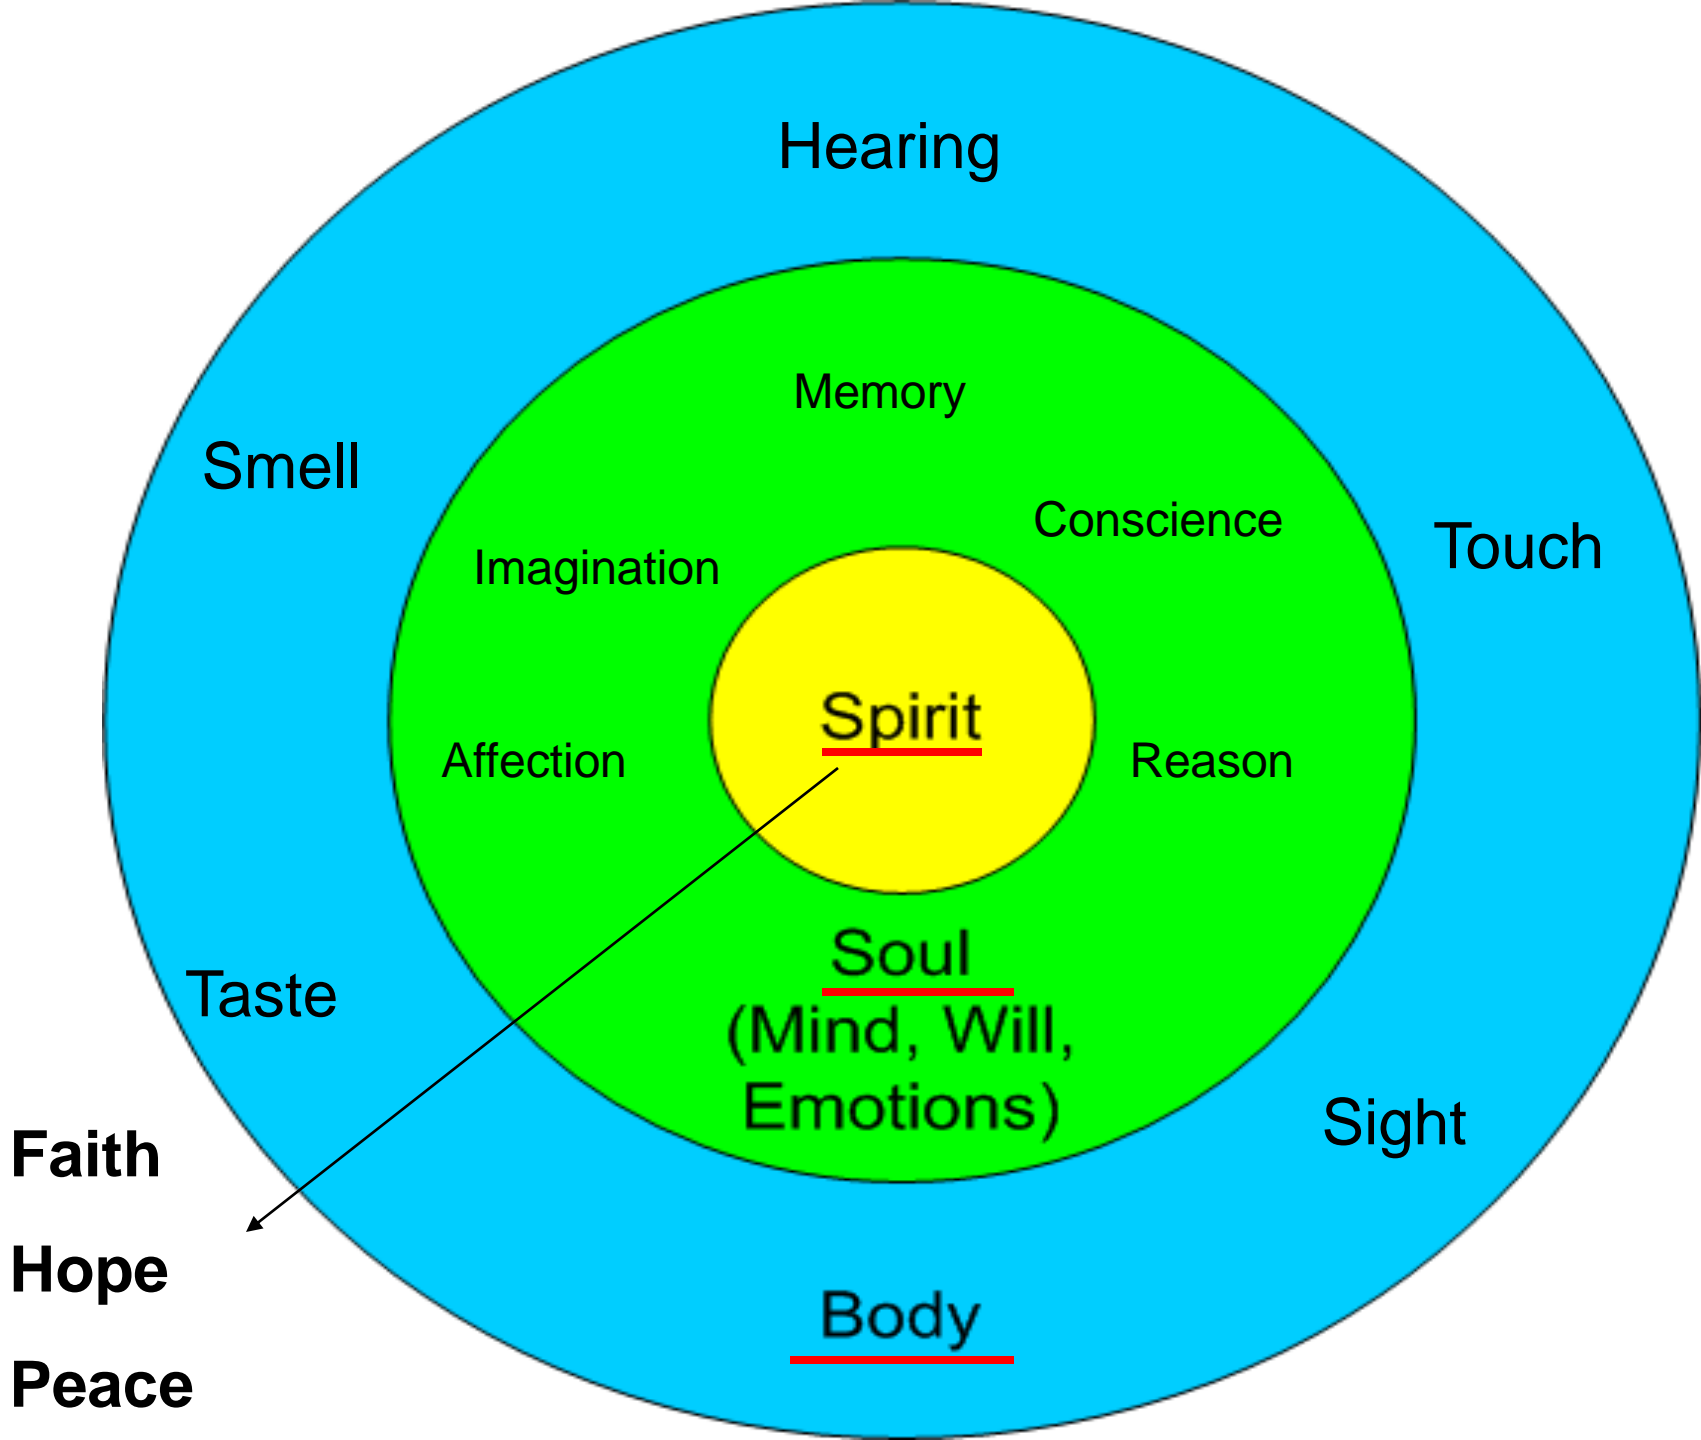 Hearing
Memory
Smell
Conscience
Touch
Imagination
Spirit
Affection
Reason
Soul
(Mind, Will,
Emotions)
Taste
Sight
Faith
Hope
Body
Peace